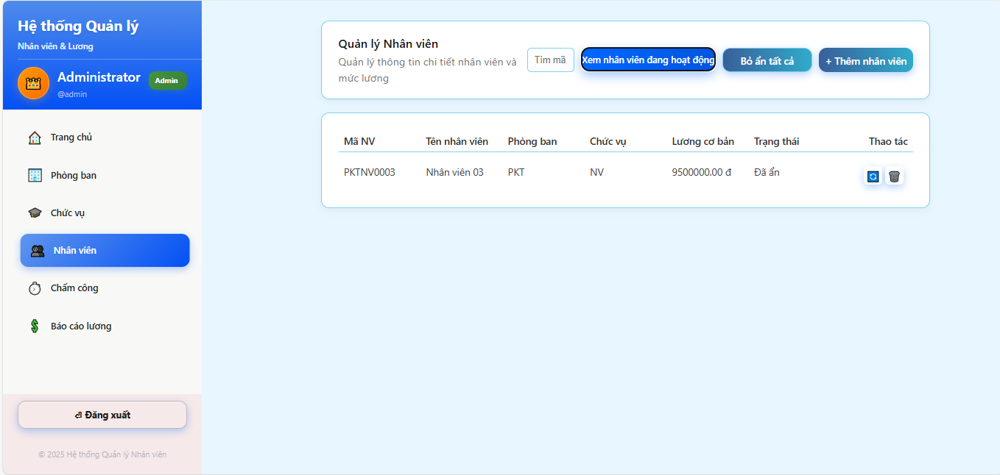 Hệ thống Quản lý
Nhân viên & Lương
Administrator
Admin
@admin
Trang chủ
Phòng ban
Chức vụ
Nhân viên
Chấm công
Báo cáo lương
Đăng xuất
© 2025 Hệ thống Quản lý Nhân viên
Quản lý Nhân viên
Quản lý thông tin chi tiết nhân viên và
mức lương
Tìm mã
Xem nhân viên đang hoạt động
Bỏ ẩn tất cả
+ Thêm nhân viên
Mã NV Tên nhân viên Phòng ban Chức vụ Lương cơ bản Trạng thái Thao tác
PKTNV0003 Nhân viên 03 PKT NV 9500000.00 đ Đã ẩn